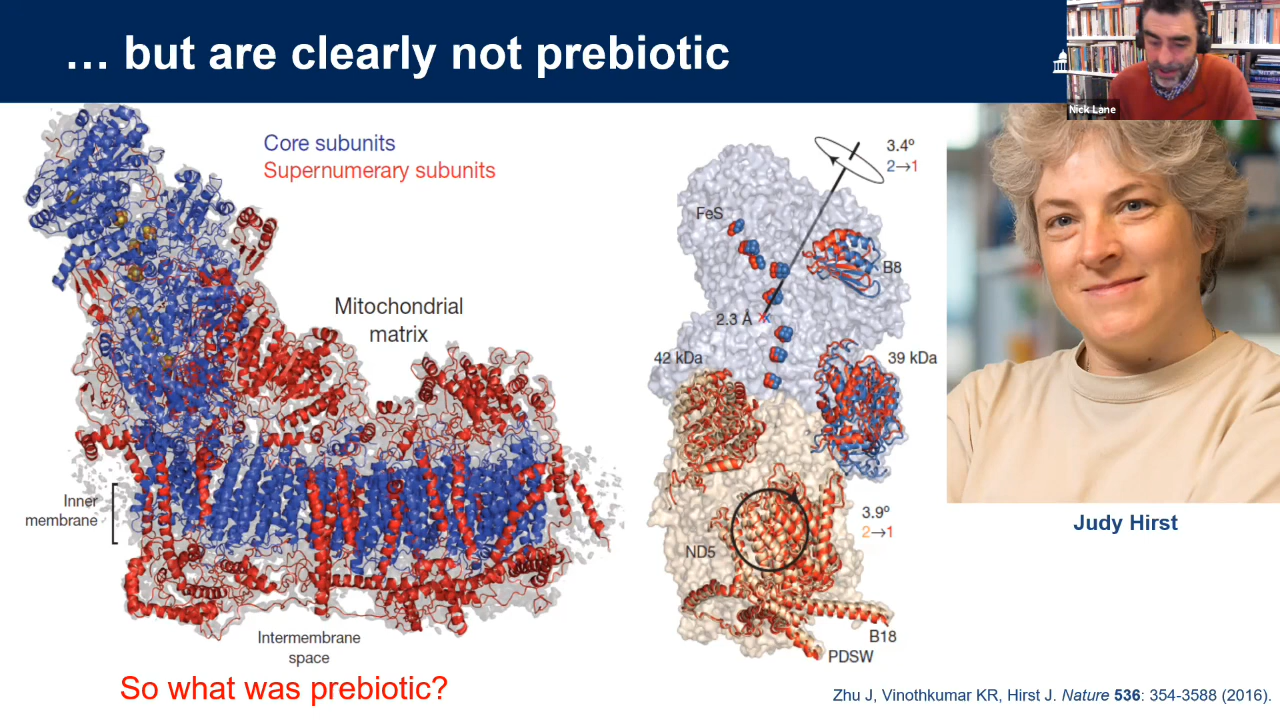 … but are clearly not prebiotic
Nick Lane
Core subunits
Supernumerary subunits
Mitochondrial
matrix
Inner
membrane
Intermembrane
space
3.4º
2→1
FeS
B8
2.3 Å
42 kDa
39 kDa
3.9º
2→1
ND5
B18
PDSW
Judy Hirst
So what was prebiotic?
Zhu J, Vinothkumar KR, Hirst J. Nature 536: 354-3588 (2016).